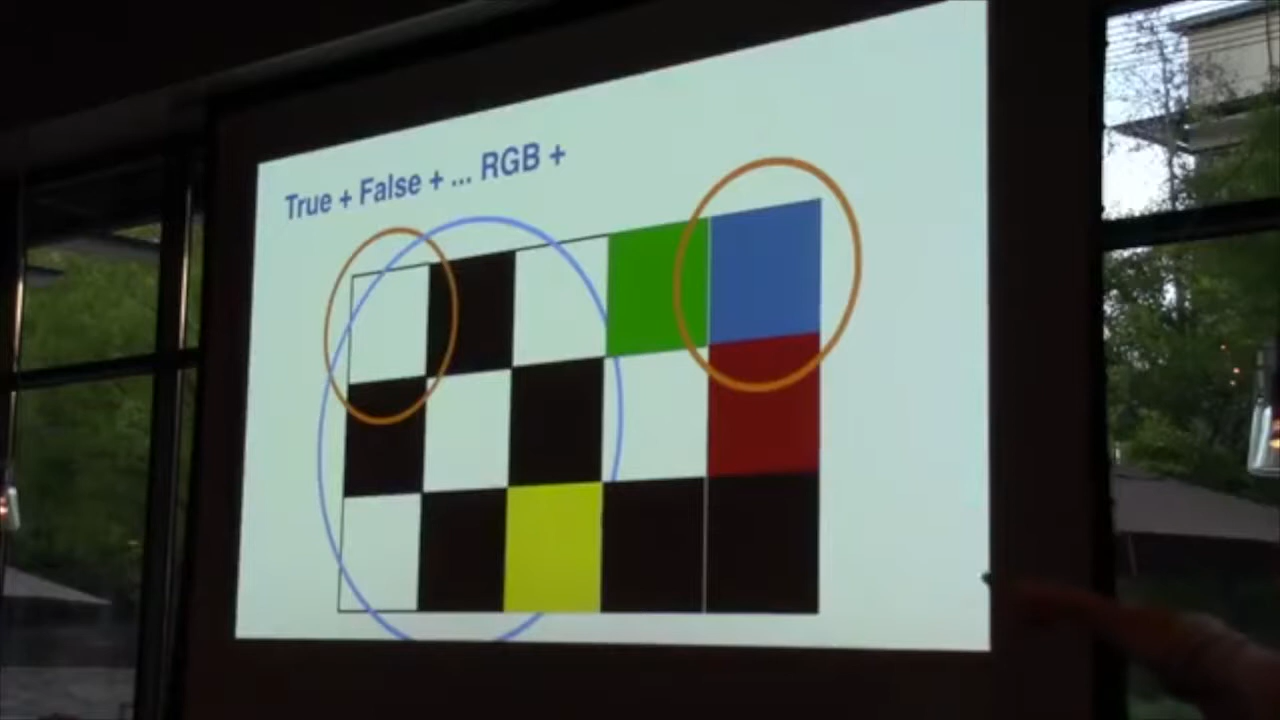 True + False + ... RGB +